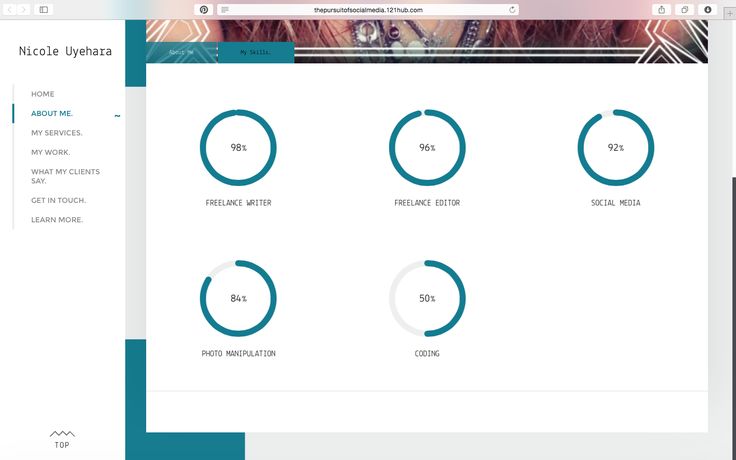 thepursuitofsocialmedia.121hub.com
Nicole Uyehara
HOME
ABOUT ME.
~
MY SERVICES.
MY WORK.
WHAT MY CLIENTS
SAY.
GET IN TOUCH.
LEARN MORE.
TOP
About Me
My Skills.
98%
FREELANCE WRITER
96%
FREELANCE EDITOR
92%
SOCIAL MEDIA
84%
PHOTO MANIPULATION
50%
CODING